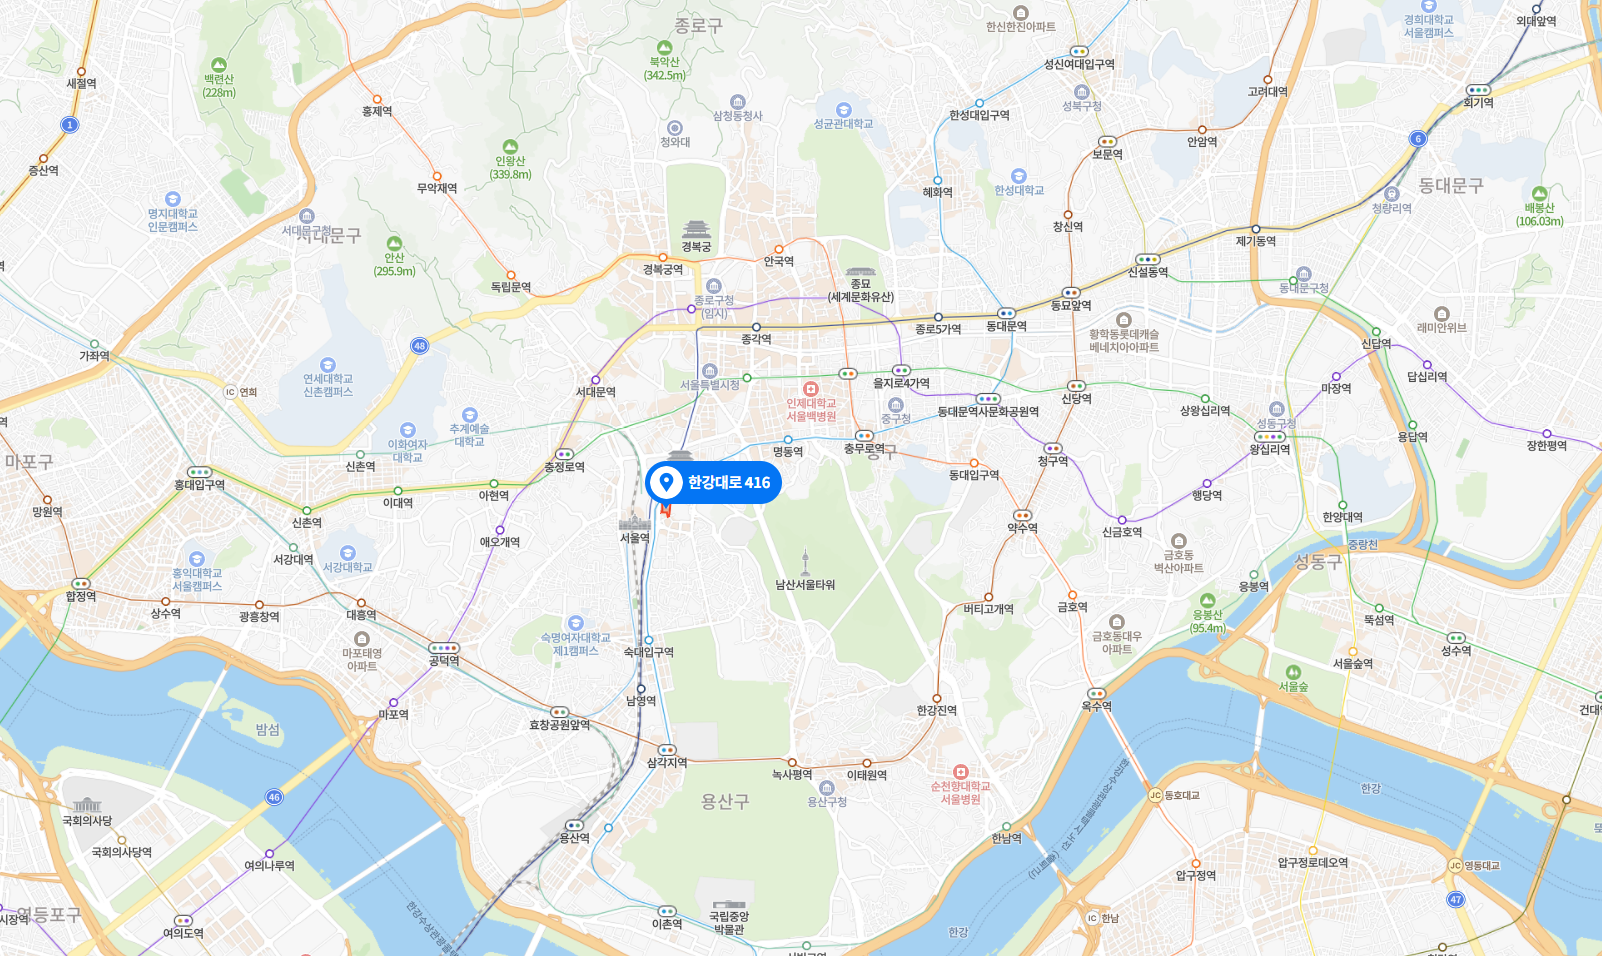 종로구
한신한진아파트
경희대학교
서울캠퍼스
외대앞역
새절역
백련산
(228m)
북악산
(342.5m)
성신여대입구역
고려대역
회기역
홍제역
삼청동청사
성균관대학교
한성대입구역
성북구청
1
청와대
안암역
6
증산역
인왕산
(339.8m)
보문역
무악재역
혜화역
한성대학교
동대문구
명지대학교
인문캠퍼스
청량리역
배봉산
(106.03m)
서대문구청
서대문구
경복궁
창신역
제기동역
안산
(295.9m)
경복궁역
안국역
신설동역
독립문역
종묘
(세계문화유산)
동대문구청
종로구청
(임시)
동묘앞역
종각역
종로5가역
동대문역
황학동롯데캐슬
베네치아아파트
래미안위브
가좌역
48
신답역
연세대학교
신촌캠퍼스
서울특별시청
을지로4가역
마장역
답십리역
IC 연희
서대문역
인제대학교
서울백병원
중구청
동대문역사문화공원역
신당역
상왕십리역
성동구청
추계예술
대학교
이화여자
대학교
용답역
왕십리역
장한평역
마포구
신촌역
충정로역
명동역
충무로역
중구
청구역
홍대입구역
한강대로 416
동대입구역
행당역
망원역
이대역
아현역
신촌역
서울역
약수역
신금호역
한양대역
애오개역
중랑천
서강대역
서강대학교
홍익대학교
서울캠퍼스
남산서울타워
금호동
벽산아파트
성동구
응봉역
합정역
상수역
광흥창역
대흥역
버티고개역
금호역
응봉산
(95.4m)
뚝섬역
숙명여자대학교
제1캠퍼스
금호동대우
아파트
마포태영
아파트
공덕역
숙대입구역
서울숲역
성수역
서울숲
남영역
마포역
효창공원앞역
한강진역
옥수역
건대
밤섬
삼각지역
녹사평역
이태원역
순천향대학교
서울병원
용산구
용산구청
한강
46
JC 동호대교
국회의사당
국회의사당역
용산역
한남역
여의나루역
압구정역
압구정로데오역
JC 영동대교
47
영등포구
시장역
여의도역
이촌역
국립중앙
박물관
IC 한남
한강